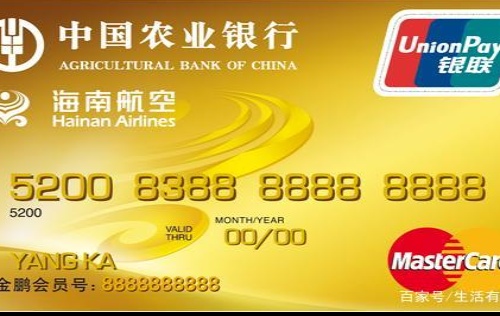 中国农业银行
AGRICULTURAL BANK OF CHINA
UnionPay
银联
海南航空
Hainan Airlines
5200 8388 8888 8888
5200
MONTH/YEAR
VALID
THRU
00/00
YANG KA
金鹏会员号: 8888888888
MasterCard
百家号/生活有